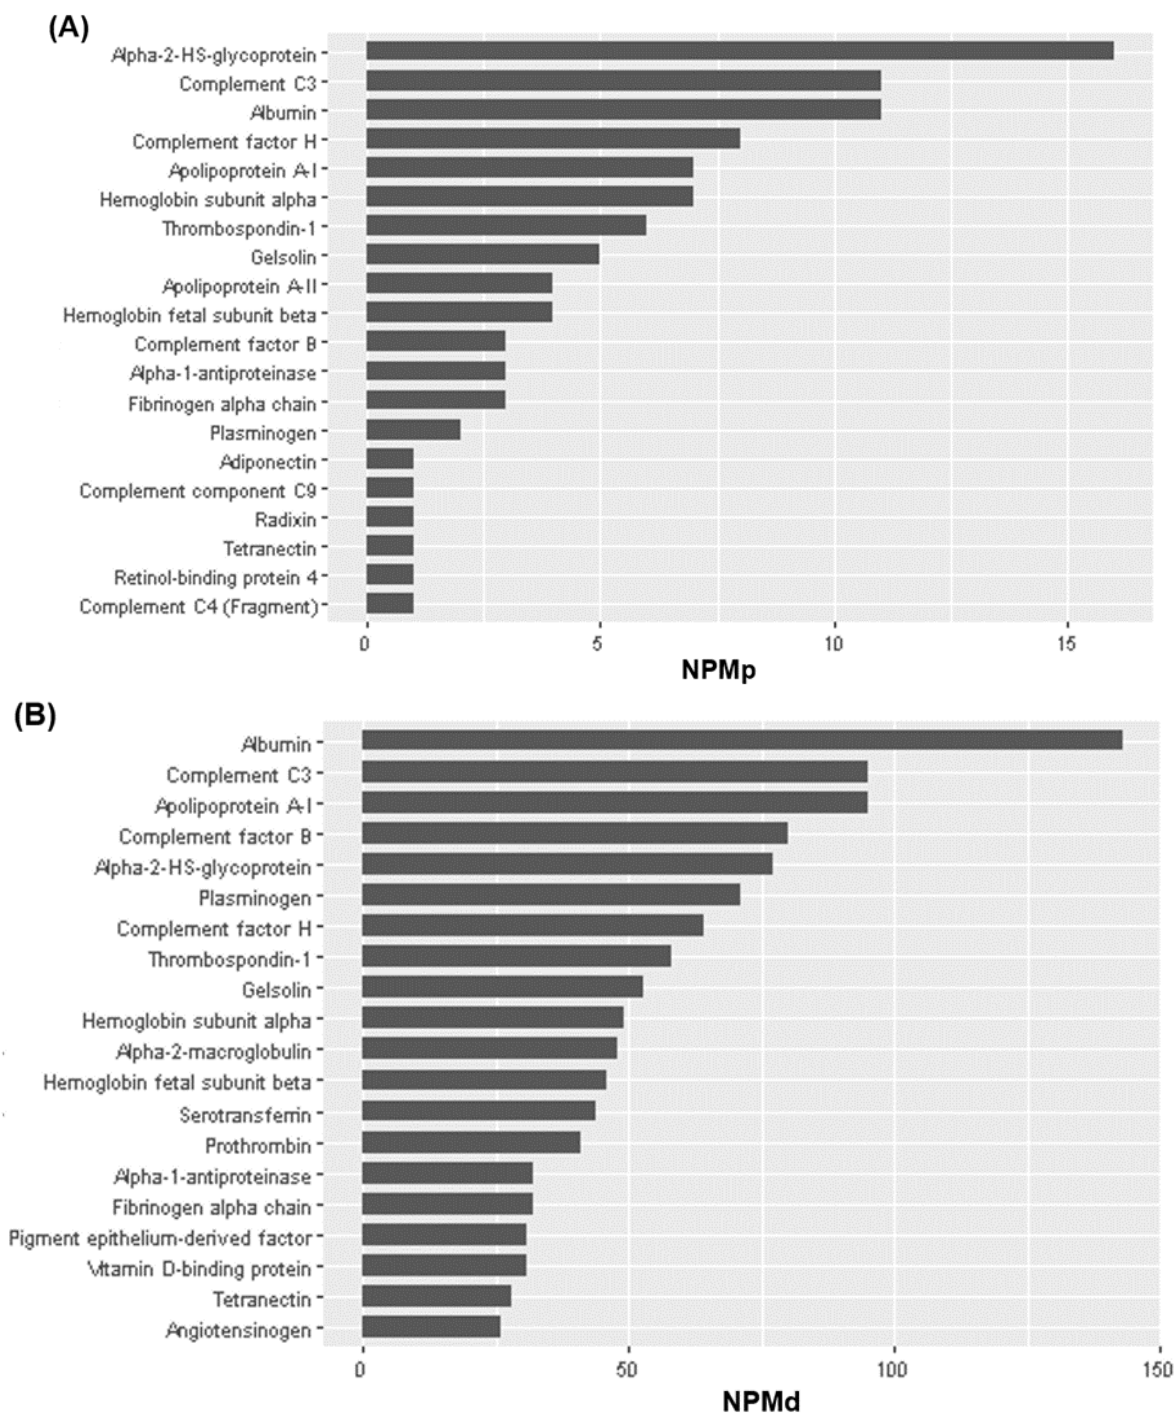 (A)
Alpha-2-HS-glycoprotein
Complement C3
Albumin
Complement factor H
Apolipoprotein A-I
Hemoglobin subunit alpha
Thrombospondin-1
Gelsolin
Apolipoprotein A-II
Hemoglobin fetal subunit beta
Complement factor B
Alpha-1-antiproteinase
Fibrinogen alpha chain
Plasminogen
Adiponectin
Complement component C9
Radixin
Tetranectin
Retinol-binding protein 4
Complement C4 (Fragment)
0 5 10 15
NPMp
(B)
Albumin
Complement C3
Apolipoprotein A-I
Complement factor B
Alpha-2-HS-glycoprotein
Plasminogen
Complement factor H
Thrombospondin-1
Gelsolin
Hemoglobin subunit alpha
Alpha-2-macroglobulin
Hemoglobin fetal subunit beta
Serotransferrin
Prothrombin
Alpha-1-antiproteinase
Fibrinogen alpha chain
Pigment epithelium-derived factor
Vitamin D-binding protein
Tetranectin
Angiotensinogen
0 50 100 150
NPMd